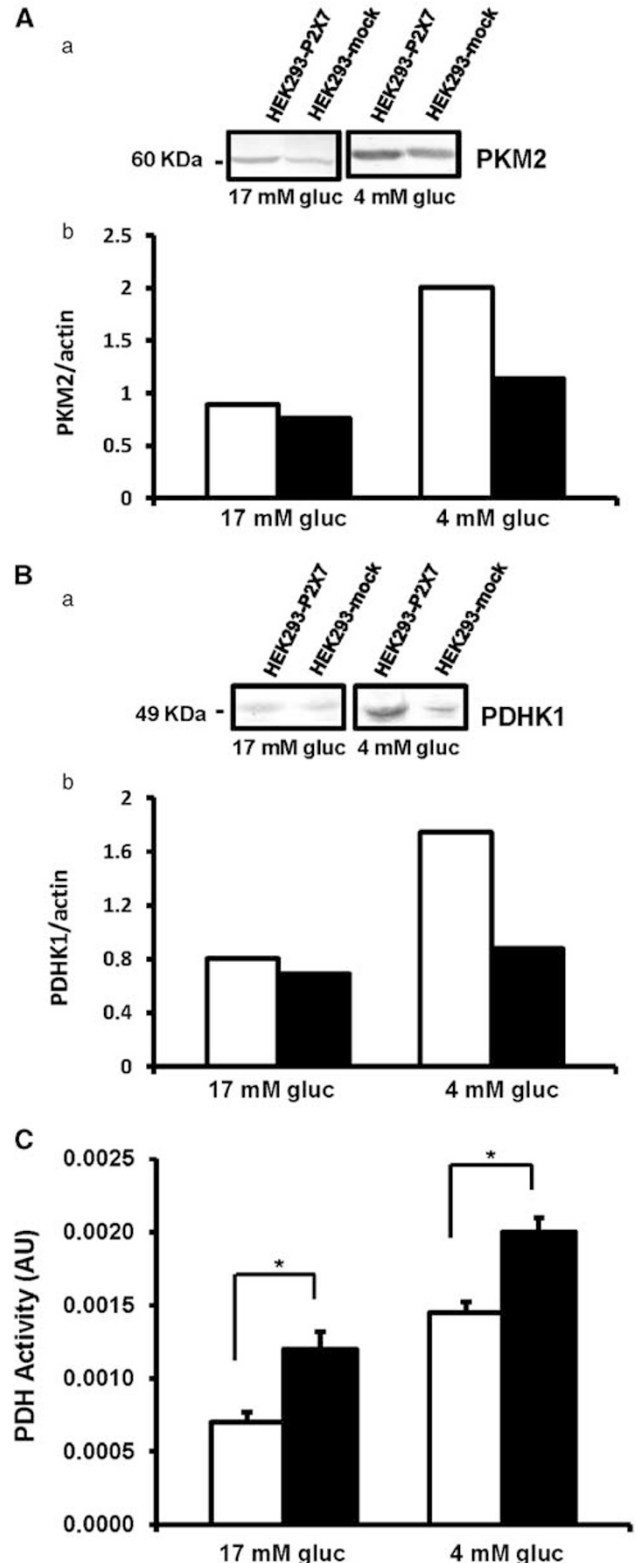 A
a
HEK293-P2X7 HEK293-mock HEK293-P2X7 HEK293-mock
60 KDa - PKM2
17 mM gluc 4 mM gluc
b
PKM2/actin
2.5
2
1.5
1
0.5
0
17 mM gluc 4 mM gluc
B
a
HEK293-P2X7 HEK293-mock HEK293-P2X7 HEK293-mock
49 KDa - PDHK1
17 mM gluc 4 mM gluc
b
PDHK1/actin
2
1.6
1.2
0.8
0.4
0
17 mM gluc 4 mM gluc
C
PDH Activity (AU)
0.0025
0.0020
0.0015
0.0010
0.0005
0.0000
* *
17 mM gluc 4 mM gluc